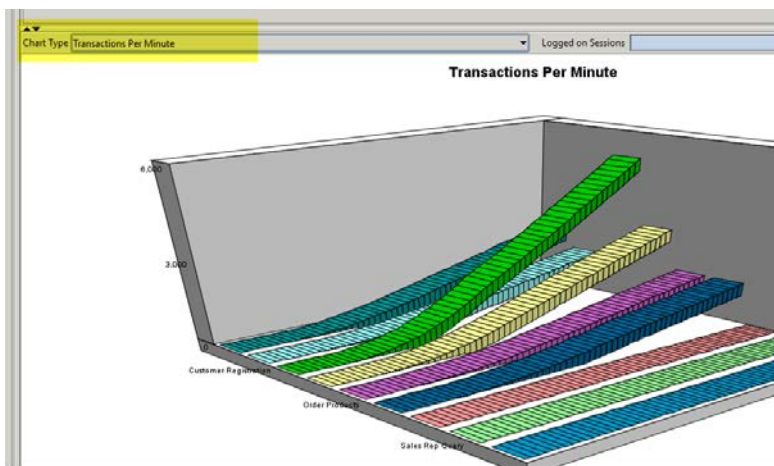 Chart Type Transactions Per Minute Logged on Sessions
Transactions Per Minute
6,000
3,000
0
Customer Registration
Order Products
Sales Rep Query